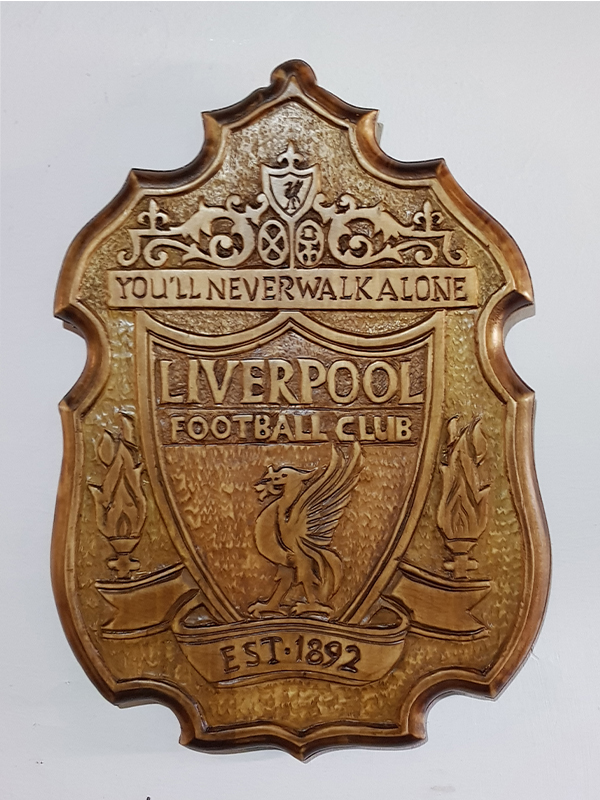 YOU'LL NEVER WALK ALONE
LIVERPOOL
FOOTBALL CLUB
EST·1892